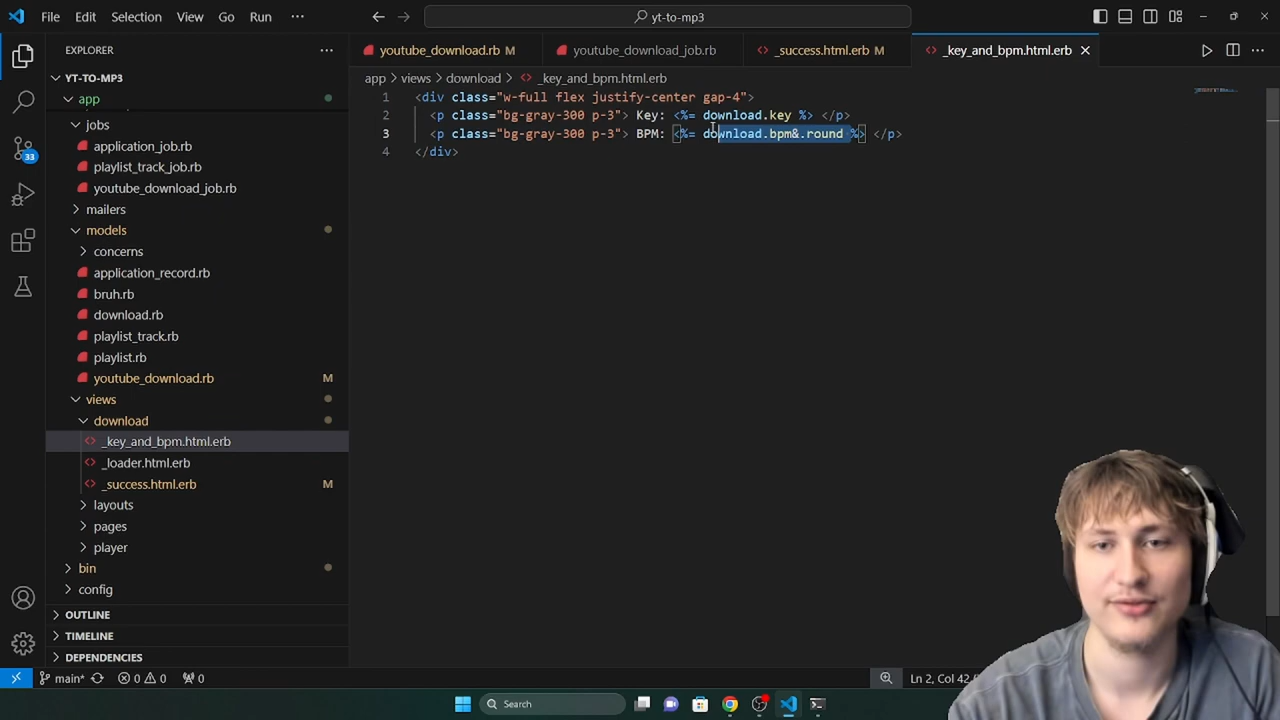 File Edit Selection View Go Run ···
yt-to-mp3
EXPLORER
youtube_download.rb M
youtube_download_job.rb
_success.html.erb M
_key_and_bpm.html.erb
YT-TO-MP3
app
jobs
application_job.rb
playlist_track_job.rb
youtube_download_job.rb
mailers
models
concerns
application_record.rb
bruh.rb
download.rb
playlist_track.rb
playlist.rb
youtube_download.rb M
views
download
_key_and_bpm.html.erb
_loader.html.erb
_success.html.erb M
layouts
pages
player
bin
config
OUTLINE
TIMELINE
DEPENDENCIES
33
app > views > download > _key_and_bpm.html.erb
1 <div class="w-full flex justify-center gap-4">
2 <p class="bg-gray-300 p-3"> Key: <%= download.key %> </p>
3 <p class="bg-gray-300 p-3"> BPM: <%= download.bpm&.round %> </p>
4 </div>
main* 0 0 0
Ln 2, Col 42
Search